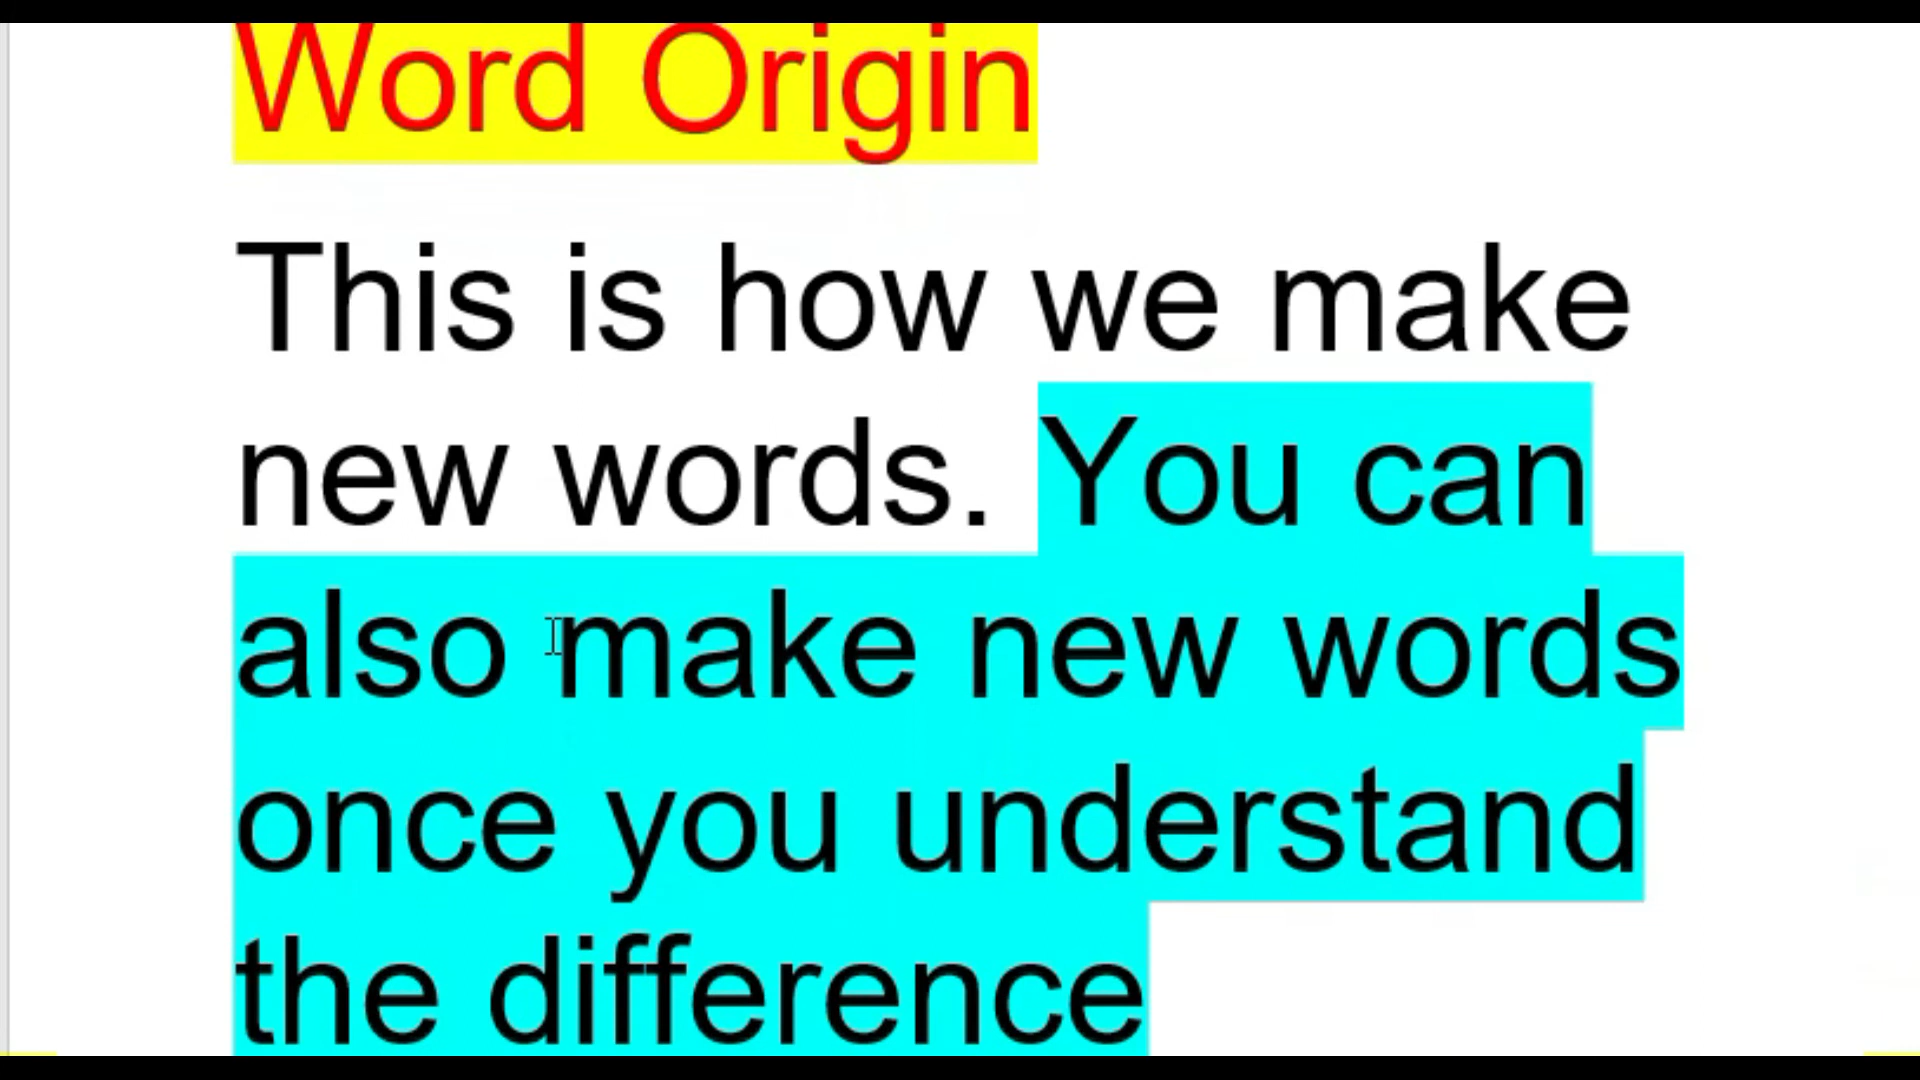 Word Origin
This is how we make
new words. You can
also make new words
once you understand
the difference